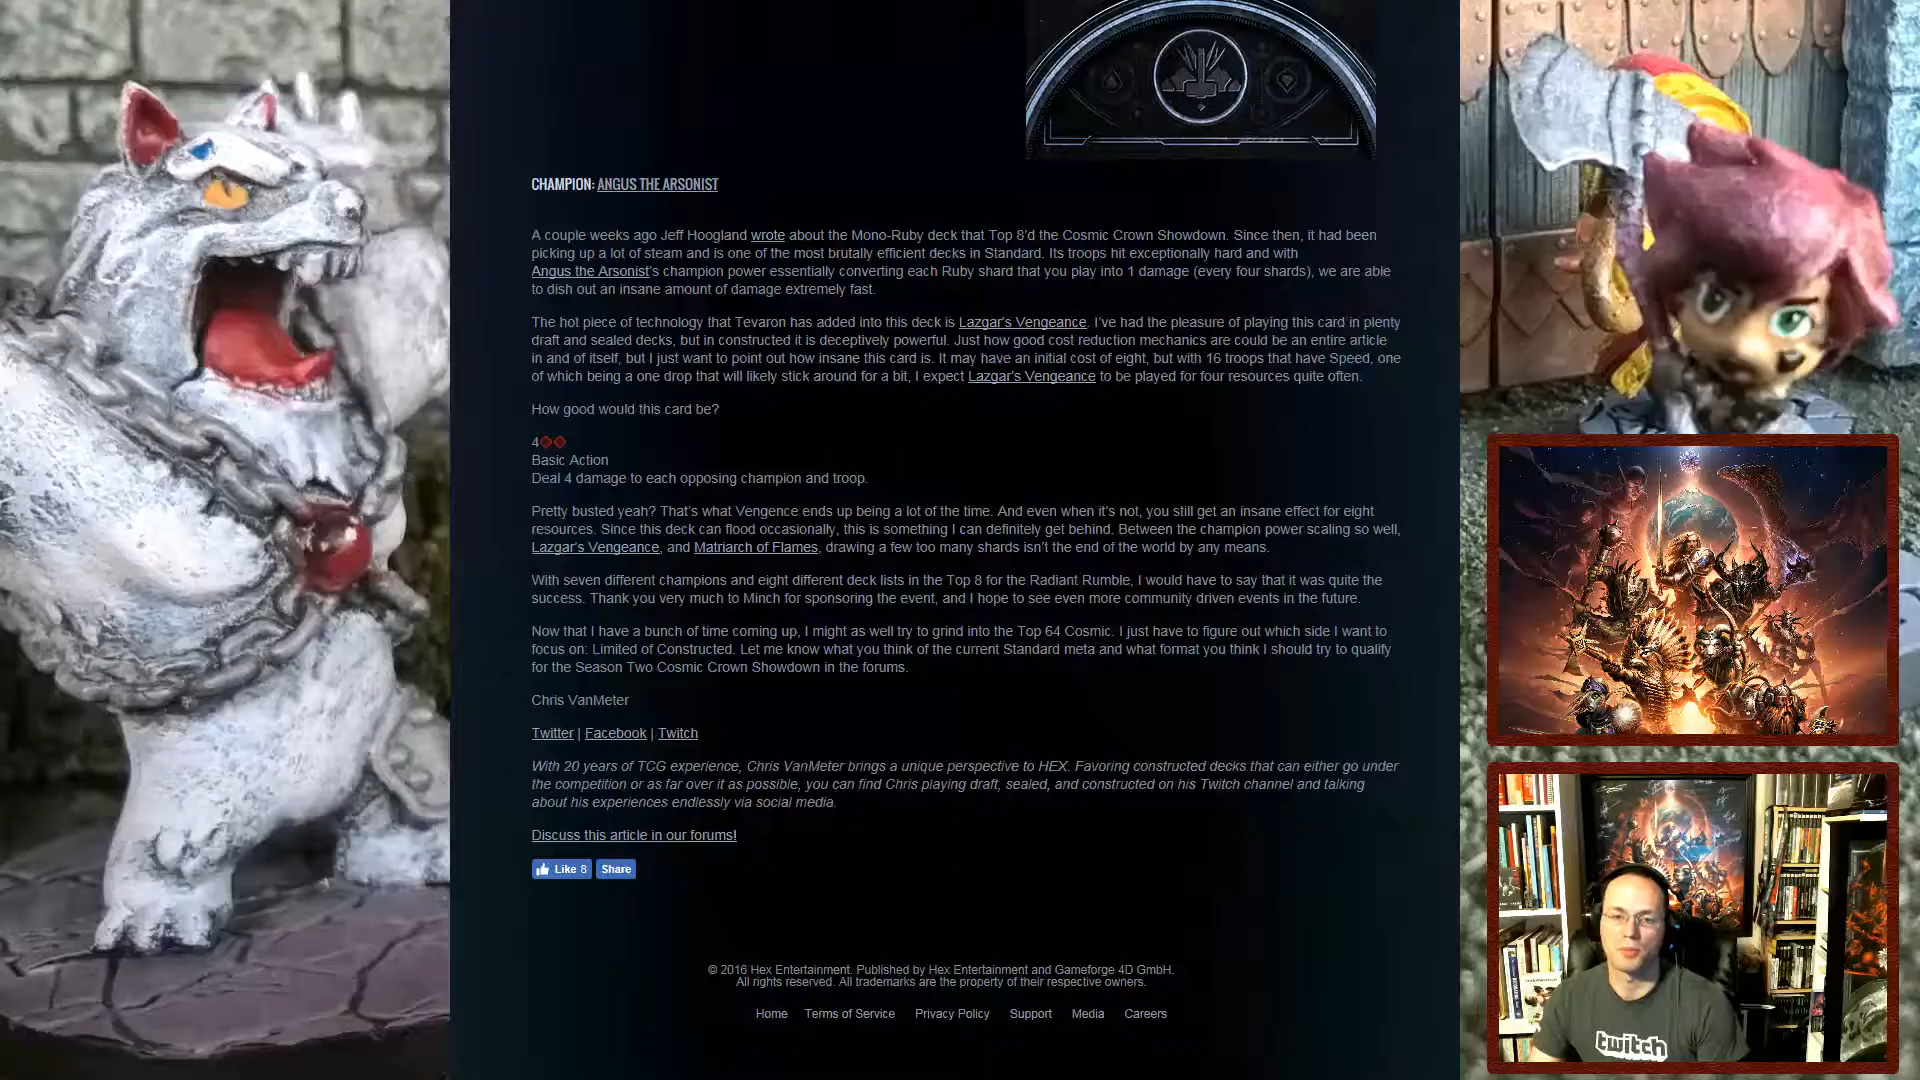 CHAMPION: ANGUS THE ARSONIST
A couple weeks ago Jeff Hoogland wrote about the Mono-Ruby deck that Top 8'd the Cosmic Crown Showdown. Since then, it had been
picking up a lot of steam and is one of the most brutally efficient decks in Standard. Its troops hit exceptionally hard and with
Angus the Arsonist's champion power essentially converting each Ruby shard that you play into 1 damage (every four shards), we are able
to dish out an insane amount of damage extremely fast.
The hot piece of technology that Tevaron has added into this deck is Lazgar's Vengeance. I've had the pleasure of playing this card in plenty
draft and sealed decks, but in constructed it is deceptively powerful. Just how good cost reduction mechanics are could be an entire article
in and of itself, but I just want to point out how insane this card is. It may have an initial cost of eight, but with 16 troops that have Speed, one
of which being a one drop that will likely stick around for a bit, I expect Lazgar's Vengeance to be played for four resources quite often.
How good would this card be?
4
Basic Action
Deal 4 damage to each opposing champion and troop.
Pretty busted yeah? That's what Vengence ends up being a lot of the time. And even when it's not, you still get an insane effect for eight
resources. Since this deck can flood occasionally, this is something I can definitely get behind. Between the champion power scaling so well,
Lazgar's Vengeance, and Matriarch of Flames, drawing a few too many shards isn't the end of the world by any means.
With seven different champions and eight different deck lists in the Top 8 for the Radiant Rumble, I would have to say that it was quite the
success. Thank you very much to Minch for sponsoring the event, and I hope to see even more community driven events in the future.
Now that I have a bunch of time coming up, I might as well try to grind into the Top 64 Cosmic. I just have to figure out which side I want to
focus on: Limited of Constructed. Let me know what you think of the current Standard meta and what format you think I should try to qualify
for the Season Two Cosmic Crown Showdown in the forums.
Chris VanMeter
Twitter | Facebook | Twitch
With 20 years of TCG experience, Chris VanMeter brings a unique perspective to HEX. Favoring constructed decks that can either go under
the competition or as far over it as possible, you can find Chris playing draft, sealed, and constructed on his Twitch channel and talking
about his experiences endlessly via social media.
Discuss this article in our forums!
Like 8 Share
© 2016 Hex Entertainment. Published by Hex Entertainment and Gameforge 4D GmbH.
All rights reserved. All trademarks are the property of their respective owners.
Home Terms of Service Privacy Policy Support Media Careers
twitch